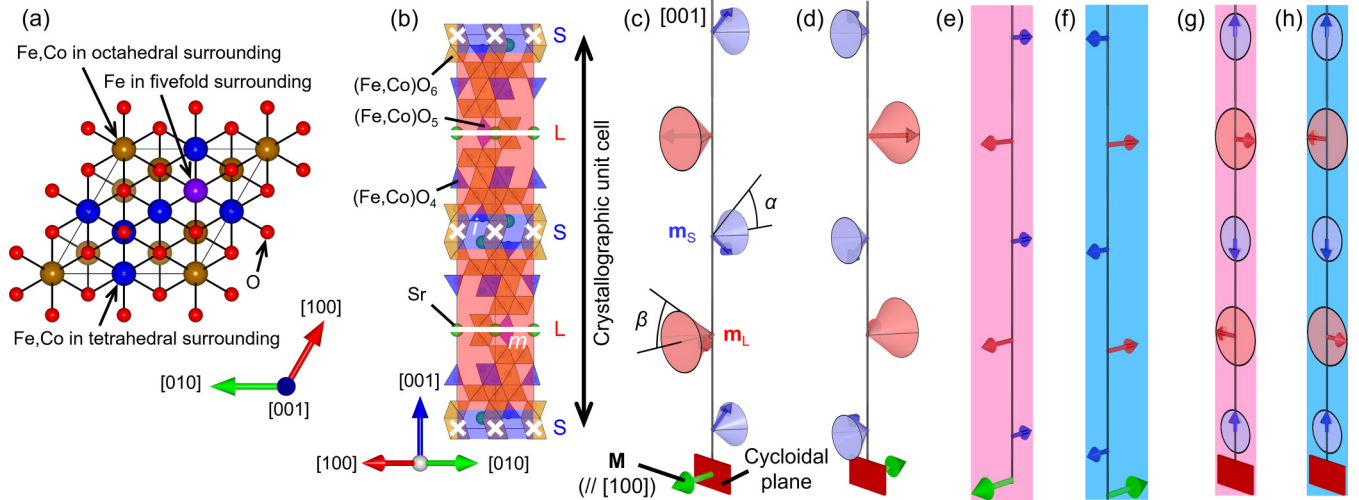 (a)
Fe,Co in octahedral surrounding
Fe in fivefold surrounding
O
Fe,Co in tetrahedral surrounding
[100]
[010]
[001]
(b)
S
(Fe,Co)O6
(Fe,Co)O5
L
(Fe,Co)O4
i
S
Sr
L
m
[001]
S
[100]
[010]
Crystallographic unit cell
(c)
[001]
α
mS
β
mL
M
(// [100])
Cycloidal
plane
(d)
(e)
(f)
(g)
(h)